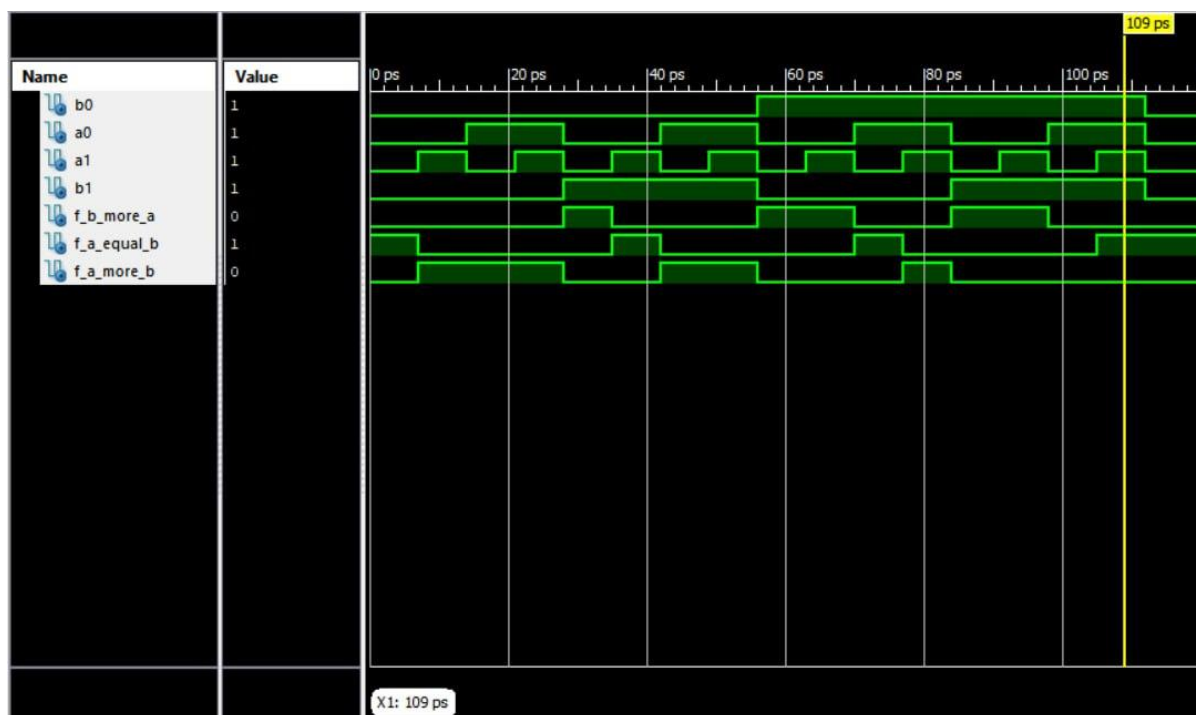 109 ps
Name Value 0 ps 20 ps 40 ps 60 ps 80 ps 100 ps
b0 1
a0 1
a1 1
b1 1
f_b_more_a 0
f_a_equal_b 1
f_a_more_b 0
X1: 109 ps